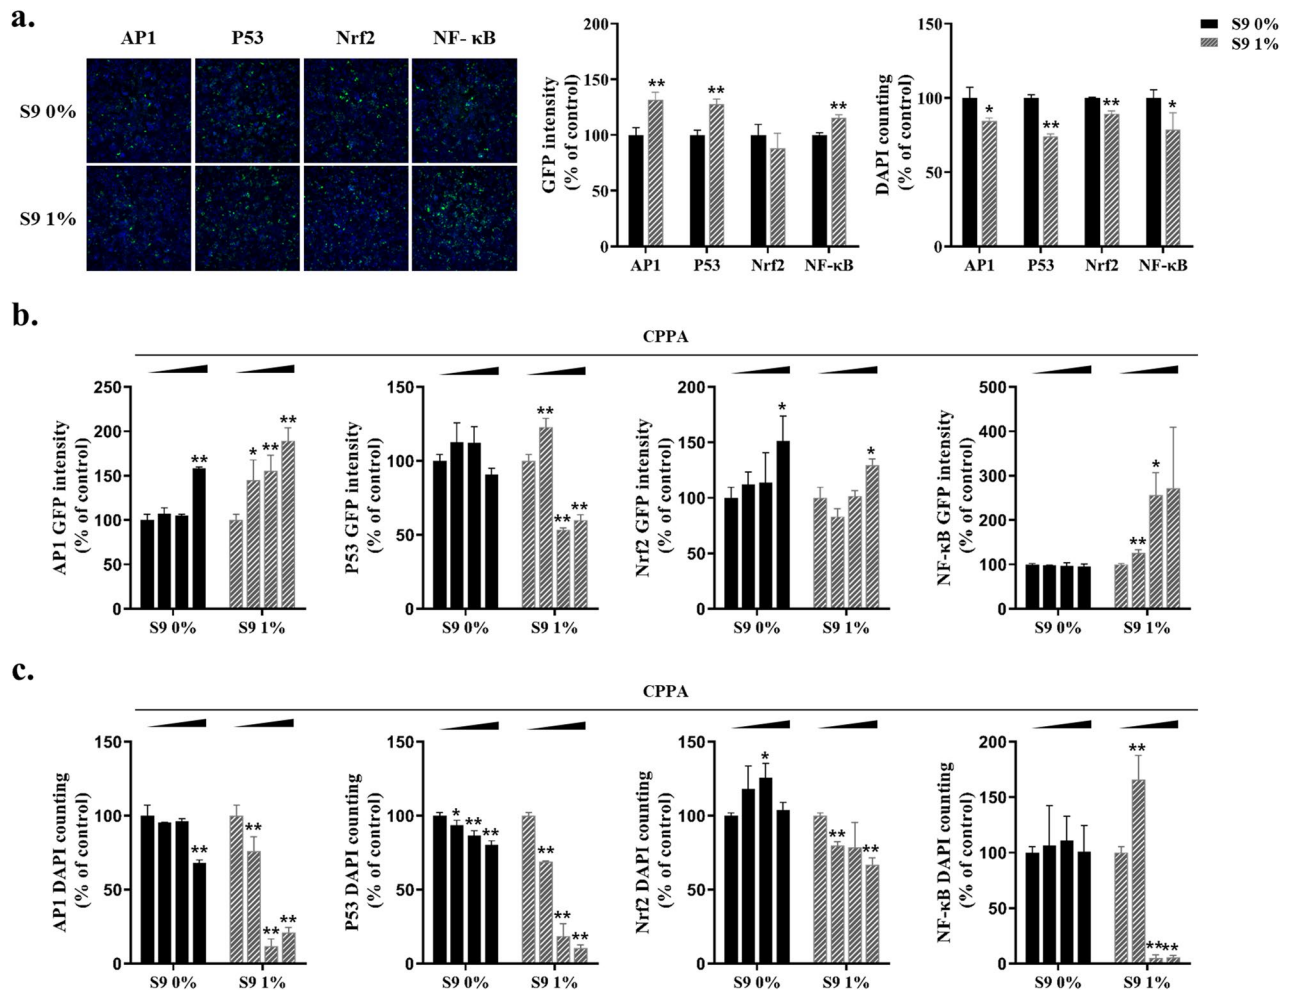 a.
AP1 P53 Nrf2 NF- κB
S9 0%
S9 1%
GFP intensity
(% of control)
200
150
100
50
0
** ** **
AP1 P53 Nrf2 NF-κB
DAPI counting
(% of control)
150
100
50
0
* ** ** *
AP1 P53 Nrf2 NF-κB
S9 0%
S9 1%
b.
CPPA
AP1 GFP intensity
(% of control)
250
200
150
100
50
0
** * ** **
S9 0% S9 1%
P53 GFP intensity
(% of control)
150
100
50
0
** ** **
S9 0% S9 1%
Nrf2 GFP intensity
(% of control)
200
150
100
50
0
* *
S9 0% S9 1%
NF-κB GFP intensity
(% of control)
500
400
300
200
100
0
** *
S9 0% S9 1%
c.
CPPA
AP1 DAPI counting
(% of control)
150
100
50
0
** ** ** **
S9 0% S9 1%
P53 DAPI counting
(% of control)
150
100
50
0
* ** ** ** ** **
S9 0% S9 1%
Nrf2 DAPI counting
(% of control)
150
100
50
0
* ** **
S9 0% S9 1%
NF-κB DAPI counting
(% of control)
200
150
100
50
0
** ** **
S9 0% S9 1%